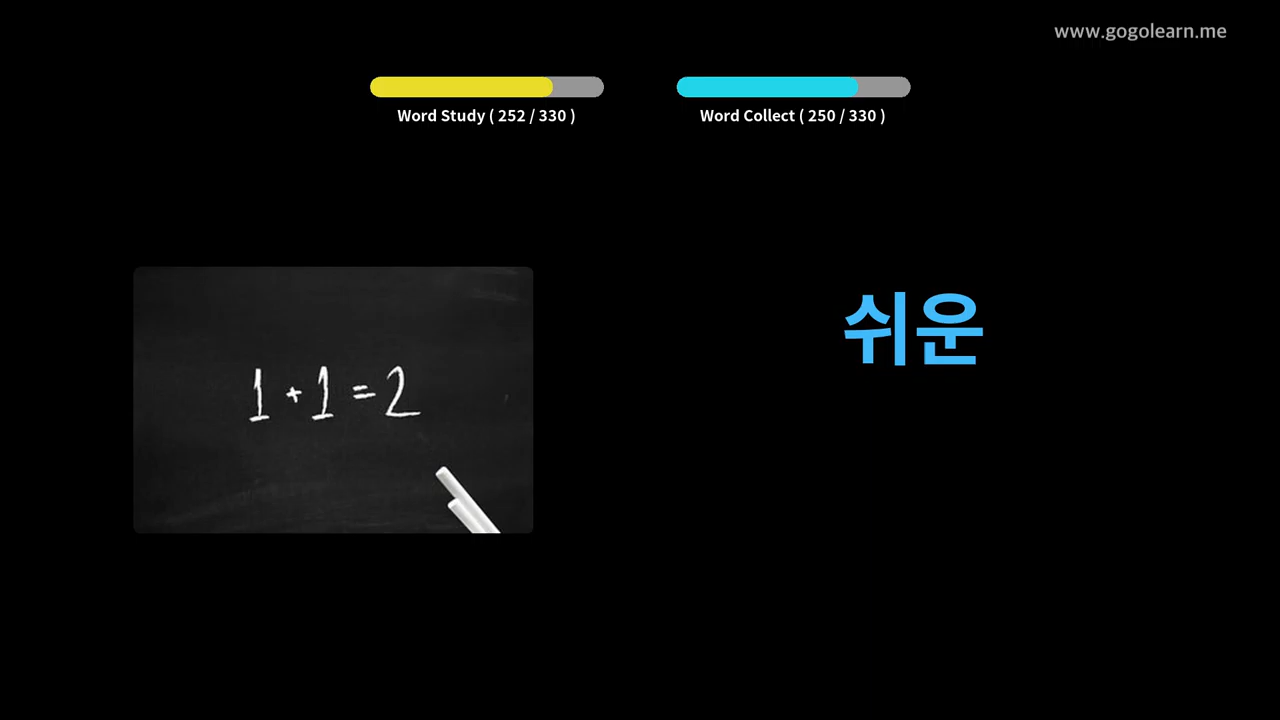 www.gogolearn.me
Word Study ( 252 / 330 )
Word Collect ( 250 / 330 )
쉬운
1 + 1 = 2